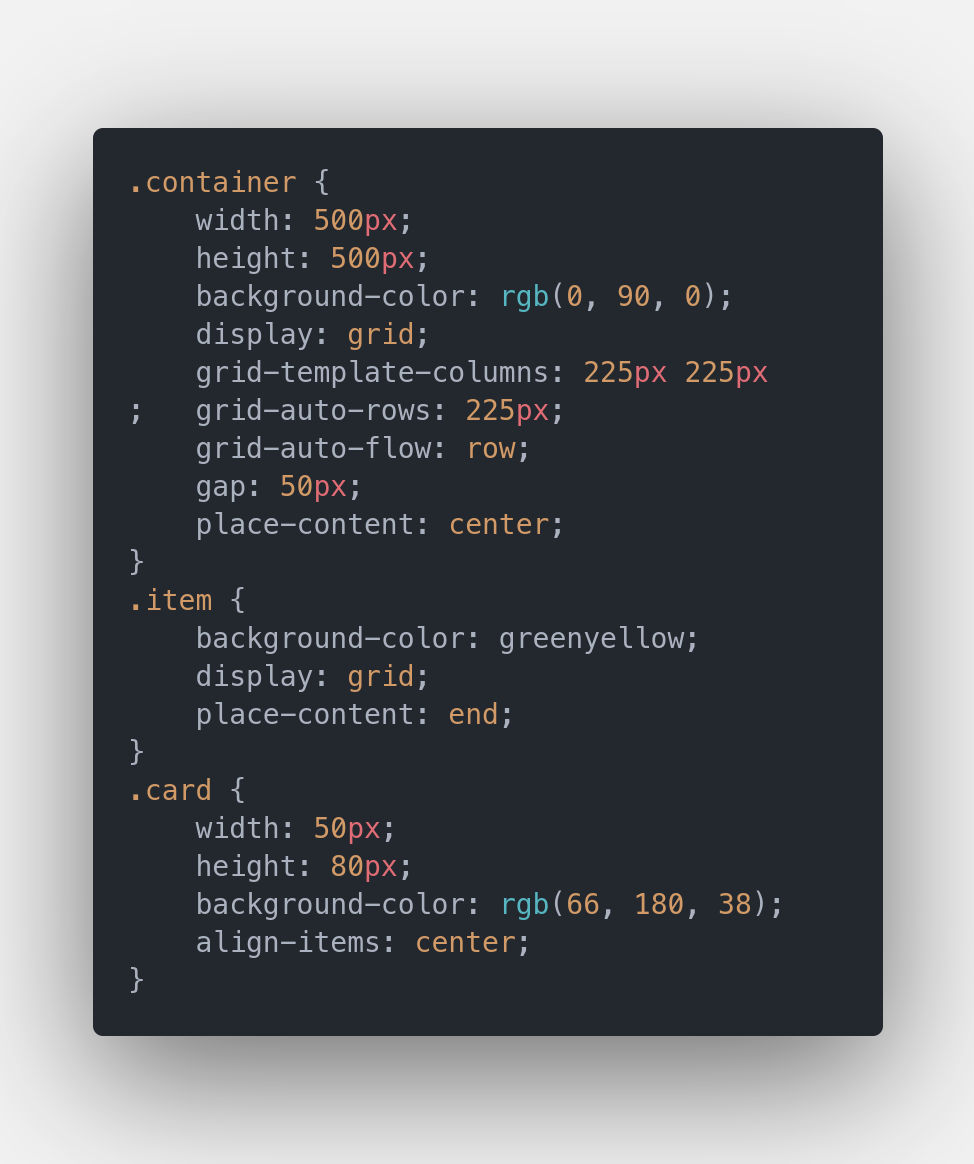 .container {
    width: 500px;
    height: 500px;
    background-color: rgb(0, 90, 0);
    display: grid;
    grid-template-columns: 225px 225px
;   grid-auto-rows: 225px;
    grid-auto-flow: row;
    gap: 50px;
    place-content: center;
}
.item {
    background-color: greenyellow;
    display: grid;
    place-content: end;
}
.card {
    width: 50px;
    height: 80px;
    background-color: rgb(66, 180, 38);
    align-items: center;
}